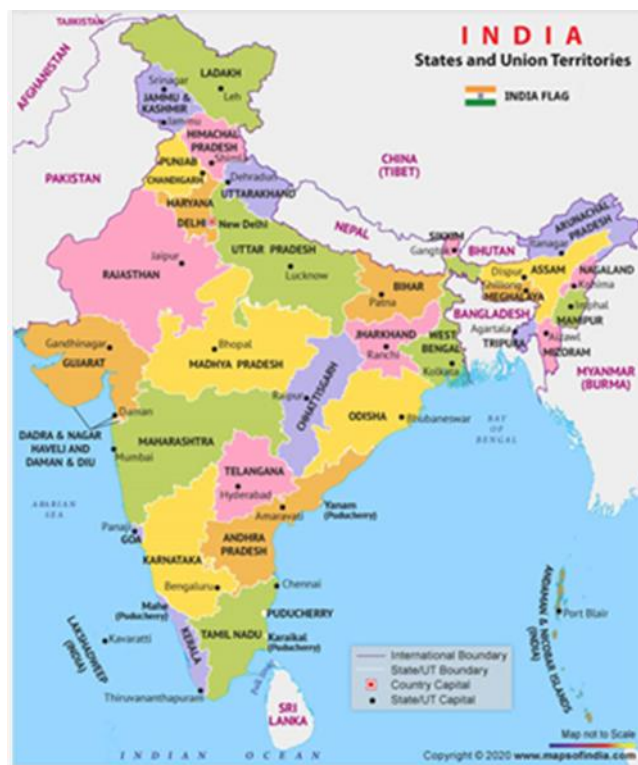 TAJIKISTAN
INDIA
States and Union Territories
INDIA FLAG
AFGHANISTAN
LADAKH
Srinagar
Leh
JAMMU &
KASHMIR
Jammu
HIMACHAL
PRADESH
Shimla
PUNJAB
CHANDIGARH
Dehradun
UTTARAKHAND
CHINA
(TIBET)
PAKISTAN
HARYANA
DELHI
New Delhi
NEPAL
ARUNACHAL
PRADESH
Itanagar
SIKKIM
Gangtok
BHUTAN
UTTAR PRADESH
Jaipur
RAJASTHAN
Lucknow
Dispur
ASSAM
NAGALAND
Kohima
Shillong
MEGHALAYA
BIHAR
Patna
Imphal
MANIPUR
BANGLADESH
Agartala
TRIPURA
Aizawl
MIZORAM
MYANMAR
(BURMA)
Gandhinagar
GUJARAT
Bhopal
MADHYA PRADESH
JHARKHAND
Ranchi
WEST
BENGAL
Kolkata
Raipur
CHHATTISGARH
ODISHA
Bhubaneswar
BAY
OF
BENGAL
Daman
DADRA & NAGAR
HAVELI AND
DAMAN & DIU
MAHARASHTRA
Mumbai
TELANGANA
Hyderabad
ARABIAN
SEA
Amaravati
Yanam
(Puducherry)
Panaji
GOA
ANDHRA
PRADESH
KARNATAKA
Bengaluru
Chennai
Mahe
(Puducherry)
PUDUCHERRY
KERALA
TAMIL NADU
Karaikal
(Puducherry)
LAKSHADWEEP
(INDIA)
Kavaratti
Thiruvananthapuram
SRI
LANKA
ANDAMAN & NICOBAR ISLANDS
(INDIA)
Port Blair
International Boundary
State/UT Boundary
Country Capital
State/UT Capital
INDIAN OCEAN
Map not to Scale
Copyright © 2020 www.mapsofindia.com